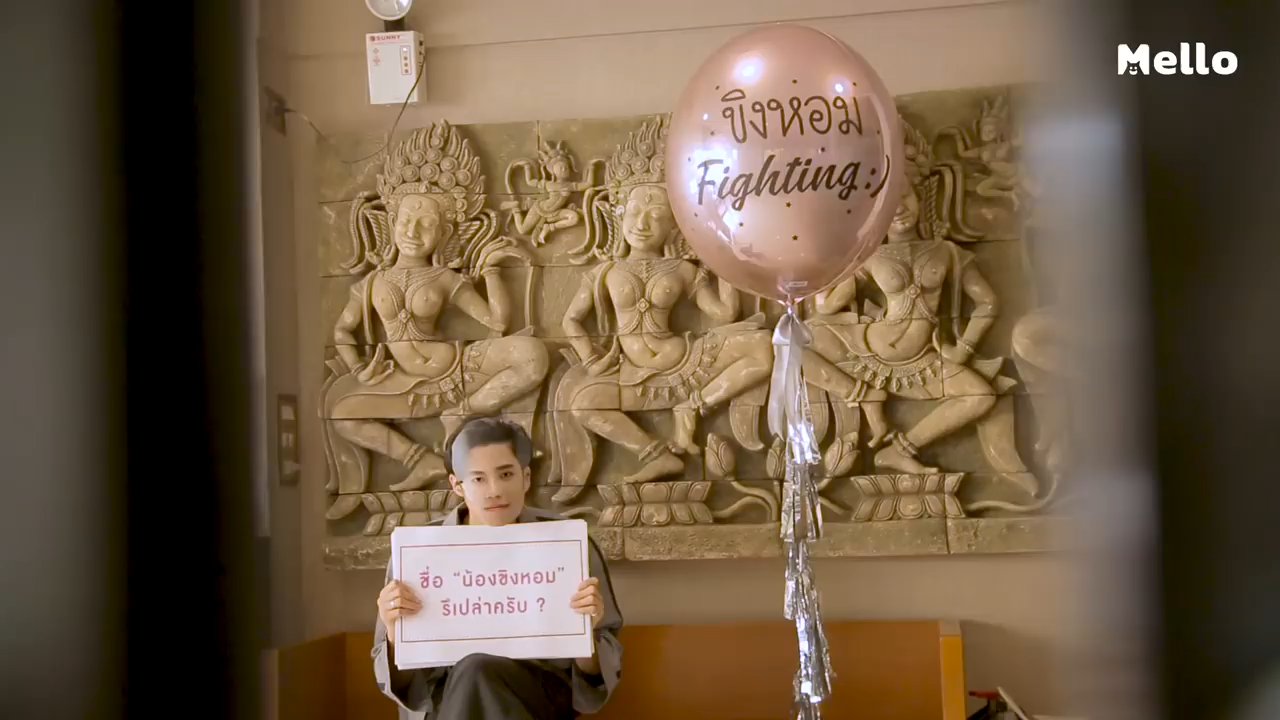 SUNNY
Mello
ขิงหอม
Fighting:)
ชื่อ “น้องขิงหอม”
รึเปล่าครับ ?